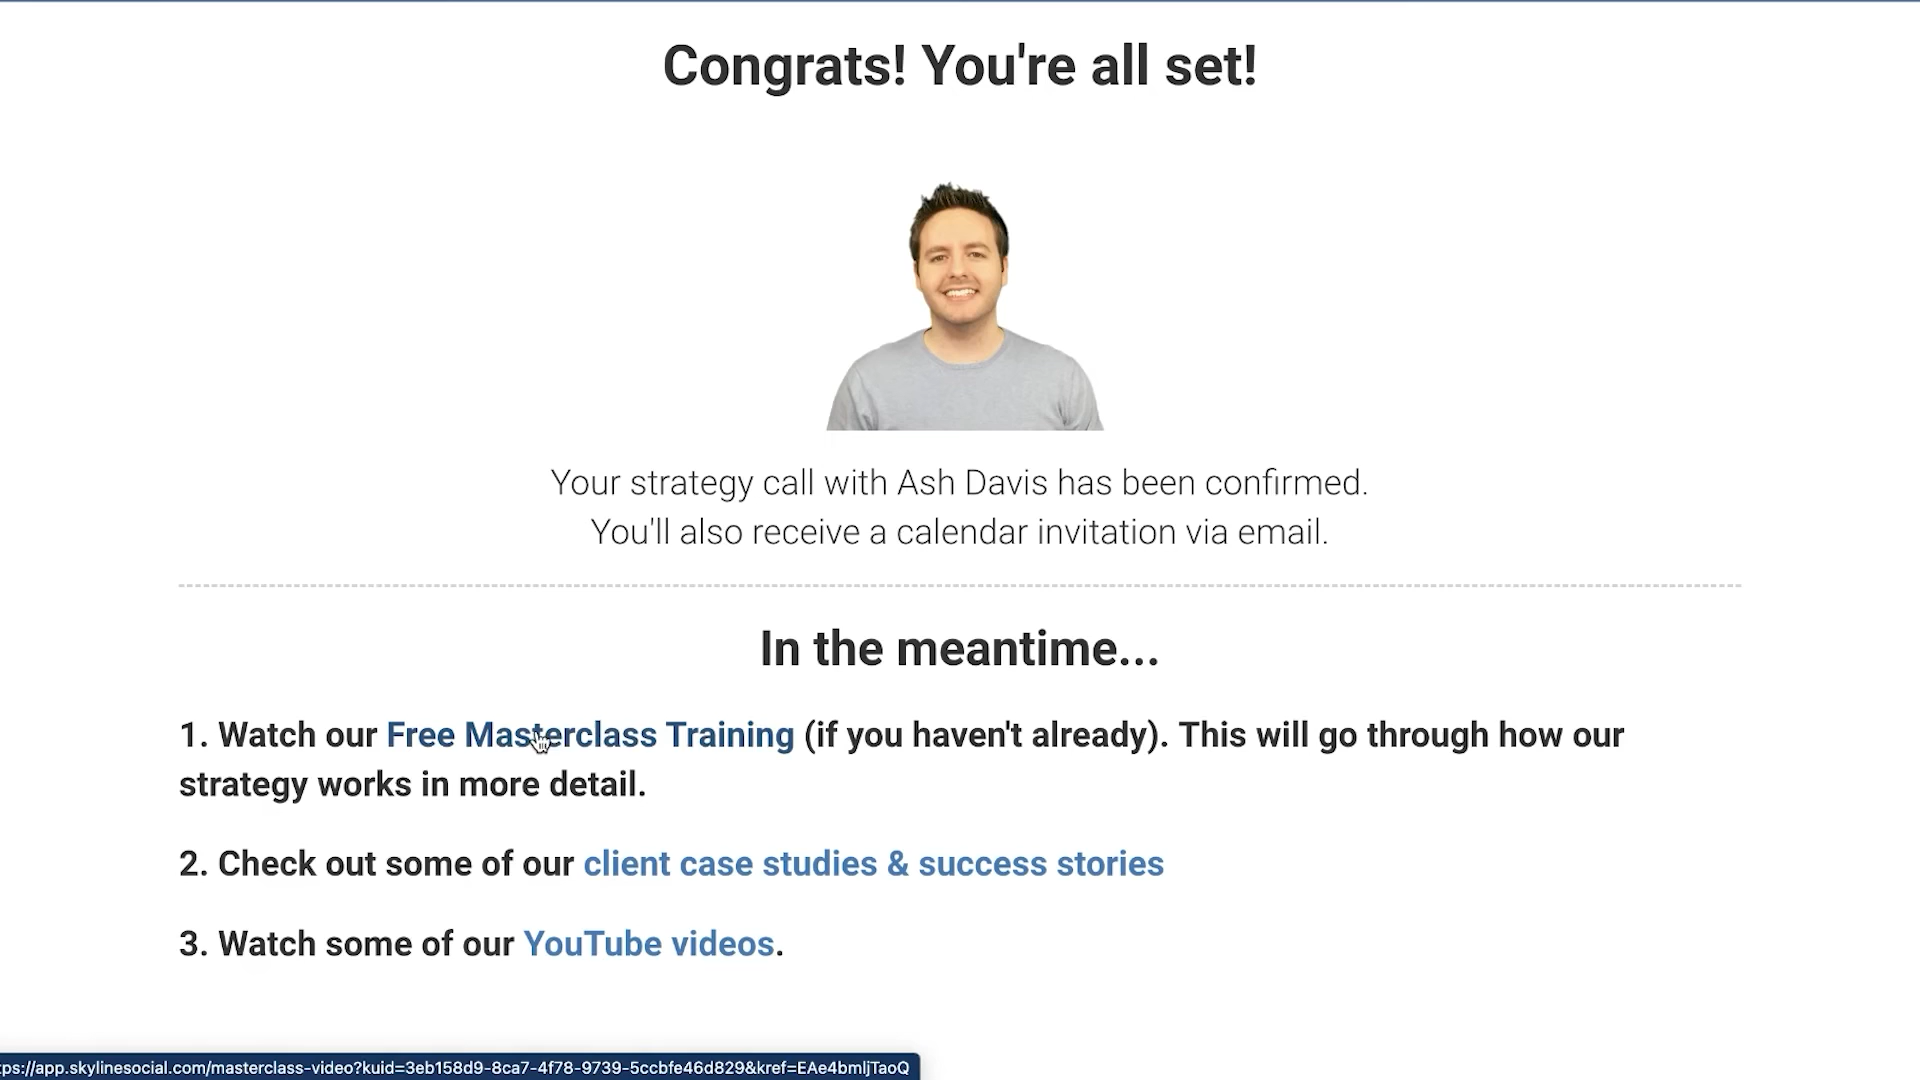 Congrats! You're all set!
Your strategy call with Ash Davis has been confirmed.
You'll also receive a calendar invitation via email.
In the meantime...
1. Watch our Free Masterclass Training (if you haven't already). This will go through how our
strategy works in more detail.
2. Check out some of our client case studies & success stories
3. Watch some of our YouTube videos.
tps://app.skylinesocial.com/masterclass-video?kuid=3eb158d9-8ca7-4f78-9739-5ccbfe46d829&kref=EAe4bmljTaoQ